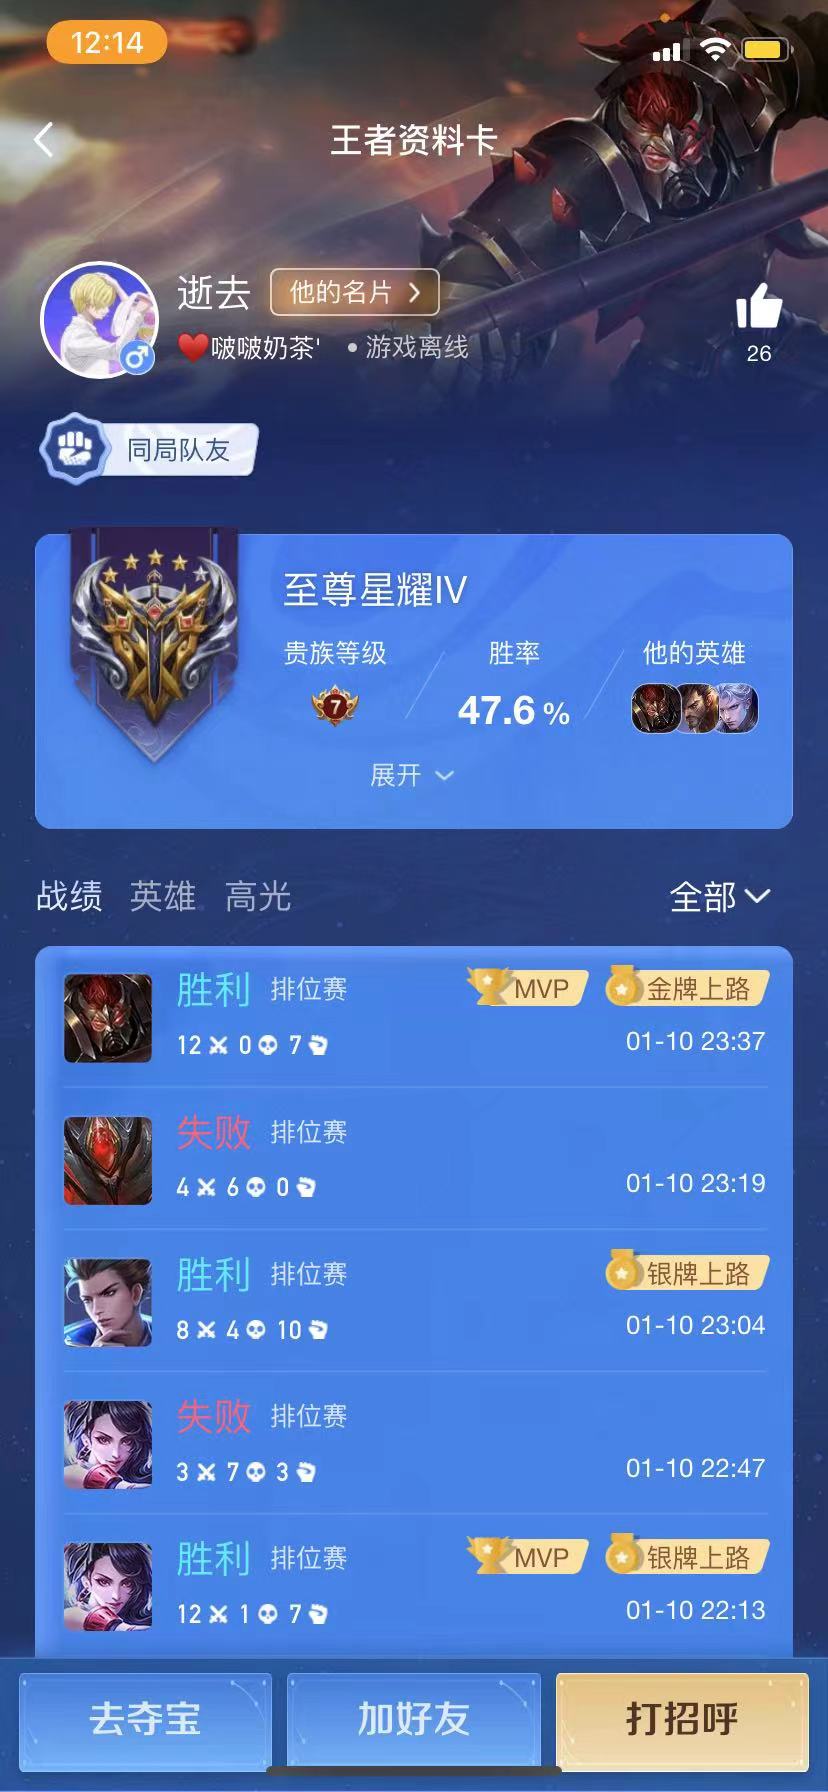 12:14
王者资料卡
逝去 他的名片
❤️啵啵奶茶' • 游戏离线
26
同局队友
至尊星耀IV
贵族等级 胜率 他的英雄
7 47.6 %
展开
战绩 英雄 高光 全部
胜利 排位赛 MVP 金牌上路
12 0 7 01-10 23:37
失败 排位赛
4 6 0 01-10 23:19
胜利 排位赛 银牌上路
8 4 10 01-10 23:04
失败 排位赛
3 7 3 01-10 22:47
胜利 排位赛 MVP 银牌上路
12 1 7 01-10 22:13
去夺宝 加好友 打招呼